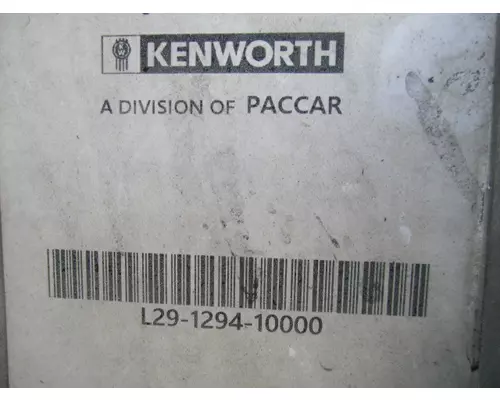 KENWORTH
A DIVISION OF PACCAR
L29-1294-10000